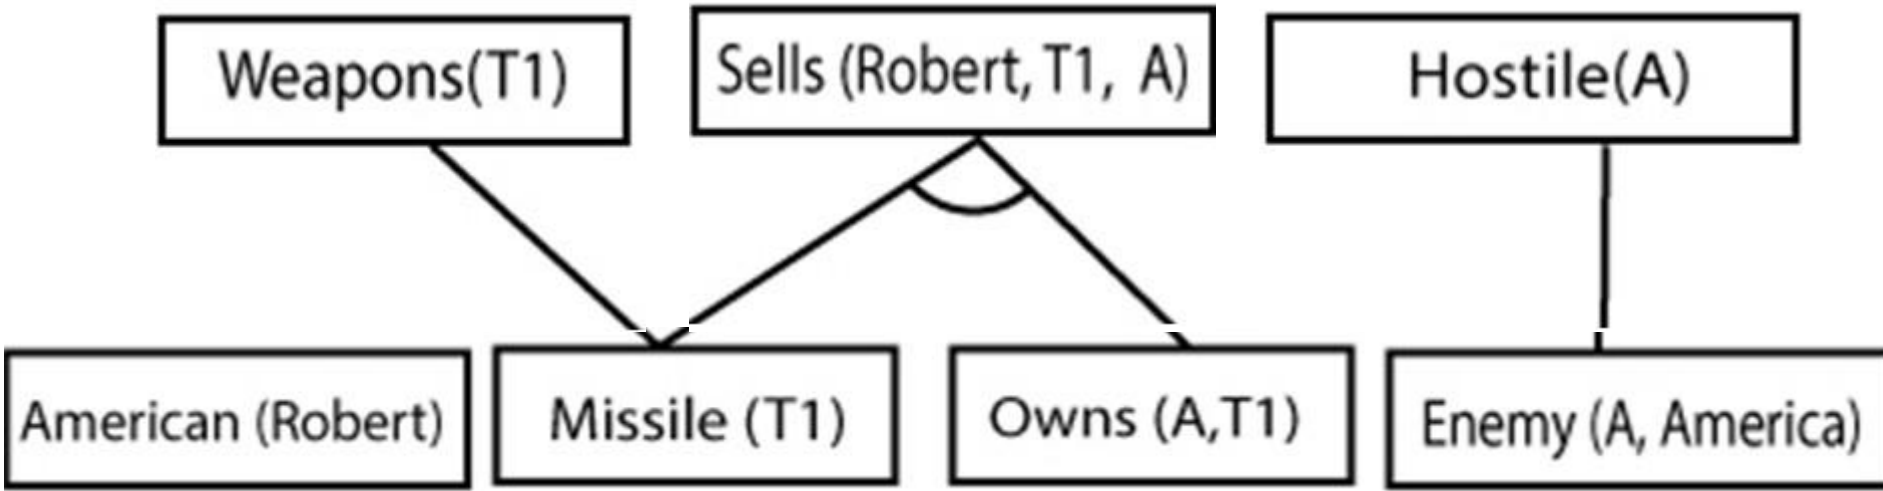 Weapons(T1)
Sells (Robert, T1, A)
Hostile(A)
American (Robert)
Missile (T1)
Owns (A,T1)
Enemy (A, America)